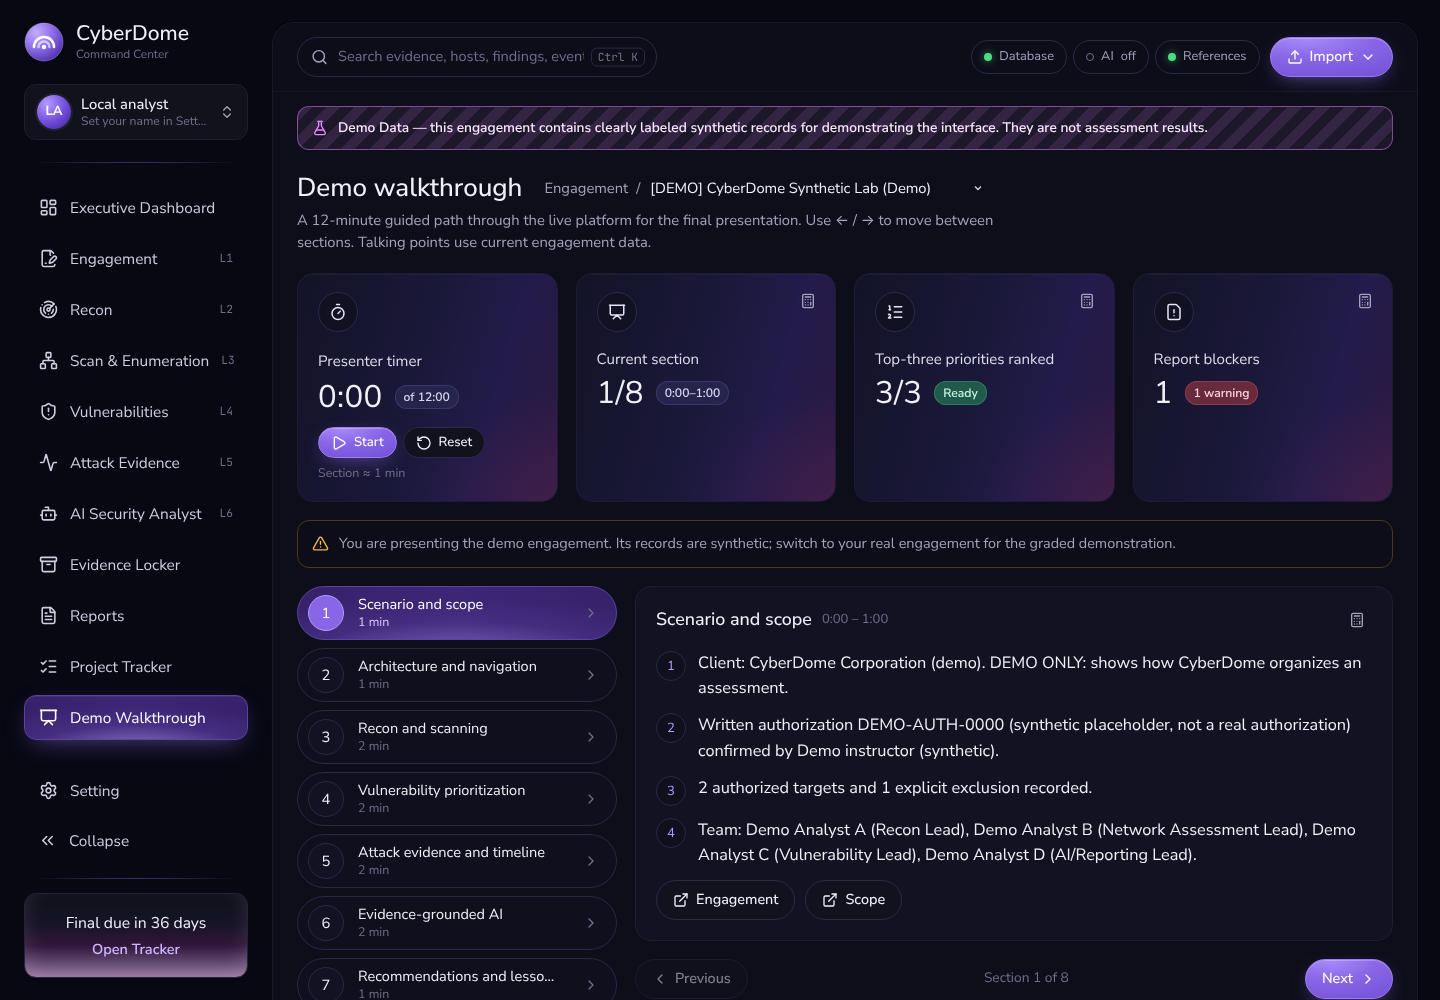 CyberDome
Command Center
LA
Local analyst
Set your name in Sett...
Executive Dashboard
Engagement L1
Recon L2
Scan & Enumeration L3
Vulnerabilities L4
Attack Evidence L5
AI Security Analyst L6
Evidence Locker
Reports
Project Tracker
Demo Walkthrough
Setting
Collapse
Final due in 36 days
Open Tracker
Search evidence, hosts, findings, event Ctrl K
Database
AI off
References
Import
Demo Data — this engagement contains clearly labeled synthetic records for demonstrating the interface. They are not assessment results.
Demo walkthrough
Engagement / [DEMO] CyberDome Synthetic Lab (Demo)
A 12-minute guided path through the live platform for the final presentation. Use ← / → to move between
sections. Talking points use current engagement data.
Presenter timer
0:00 of 12:00
Start Reset
Section ≈ 1 min
Current section
1/8 0:00–1:00
Top-three priorities ranked
3/3 Ready
Report blockers
1 1 warning
You are presenting the demo engagement. Its records are synthetic; switch to your real engagement for the graded demonstration.
1 Scenario and scope
1 min
2 Architecture and navigation
1 min
3 Recon and scanning
2 min
4 Vulnerability prioritization
2 min
5 Attack evidence and timeline
2 min
6 Evidence-grounded AI
2 min
7 Recommendations and lesso...
1 min
Scenario and scope 0:00 – 1:00
1 Client: CyberDome Corporation (demo). DEMO ONLY: shows how CyberDome organizes an
assessment.
2 Written authorization DEMO-AUTH-0000 (synthetic placeholder, not a real authorization)
confirmed by Demo instructor (synthetic).
3 2 authorized targets and 1 explicit exclusion recorded.
4 Team: Demo Analyst A (Recon Lead), Demo Analyst B (Network Assessment Lead), Demo
Analyst C (Vulnerability Lead), Demo Analyst D (AI/Reporting Lead).
Engagement Scope
Previous
Section 1 of 8
Next